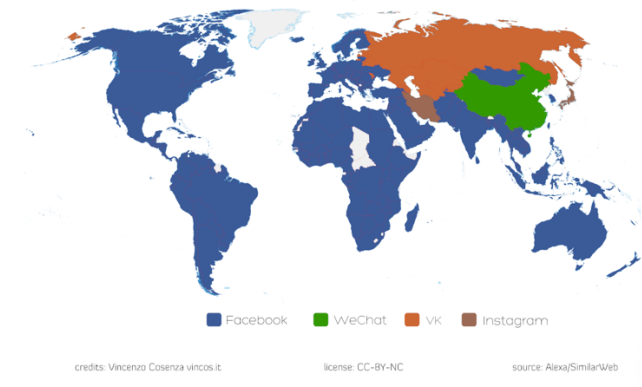 Facebook WeChat VK Instagram
credits: Vincenzo Cosenza vincos.it license: CC-BY-NC source: Alexa/SimilarWeb